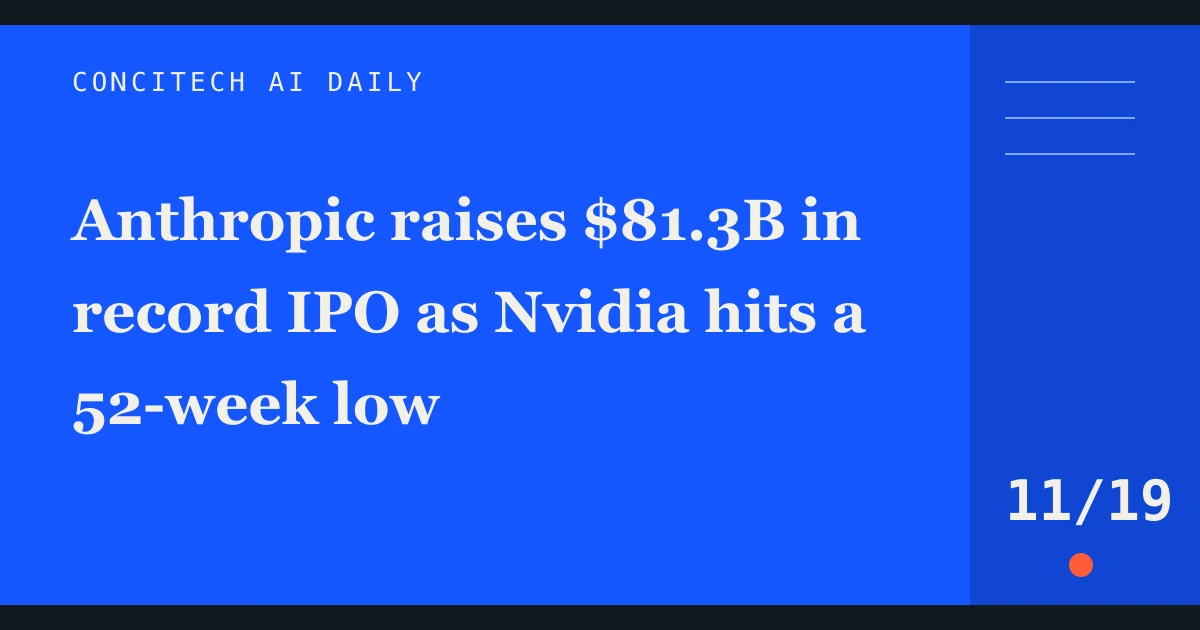 CONCITECH AI DAILY
Anthropic raises $81.3B in
record IPO as Nvidia hits a
52-week low
11/19